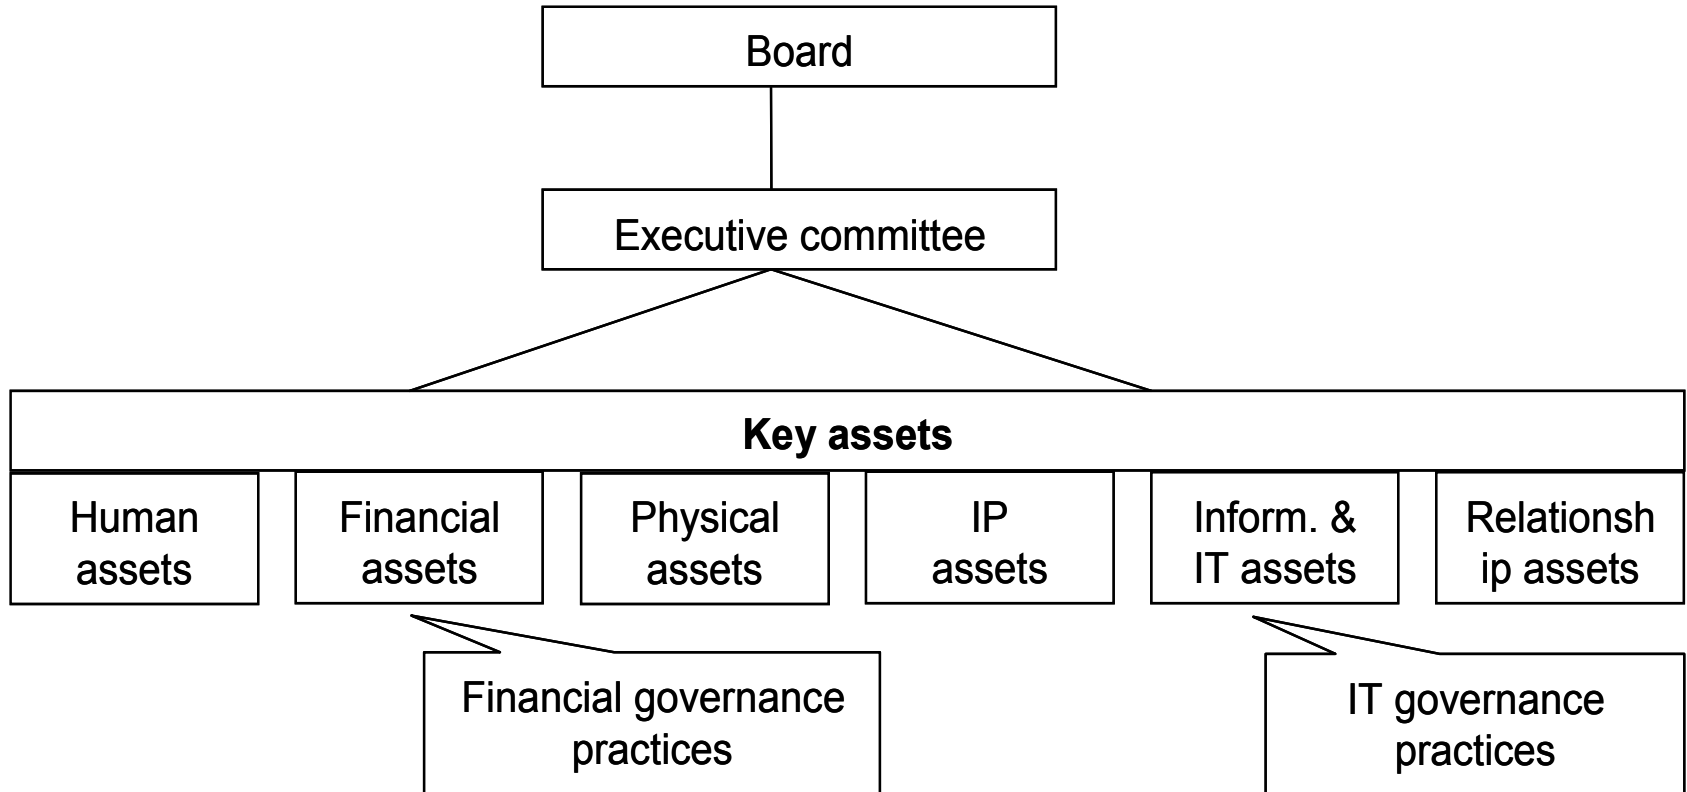 Board
Executive committee
Key assets
Human
assets
Financial
assets
Physical
assets
IP
assets
Inform. &
IT assets
Relationsh
ip assets
Financial governance
practices
IT governance
practices